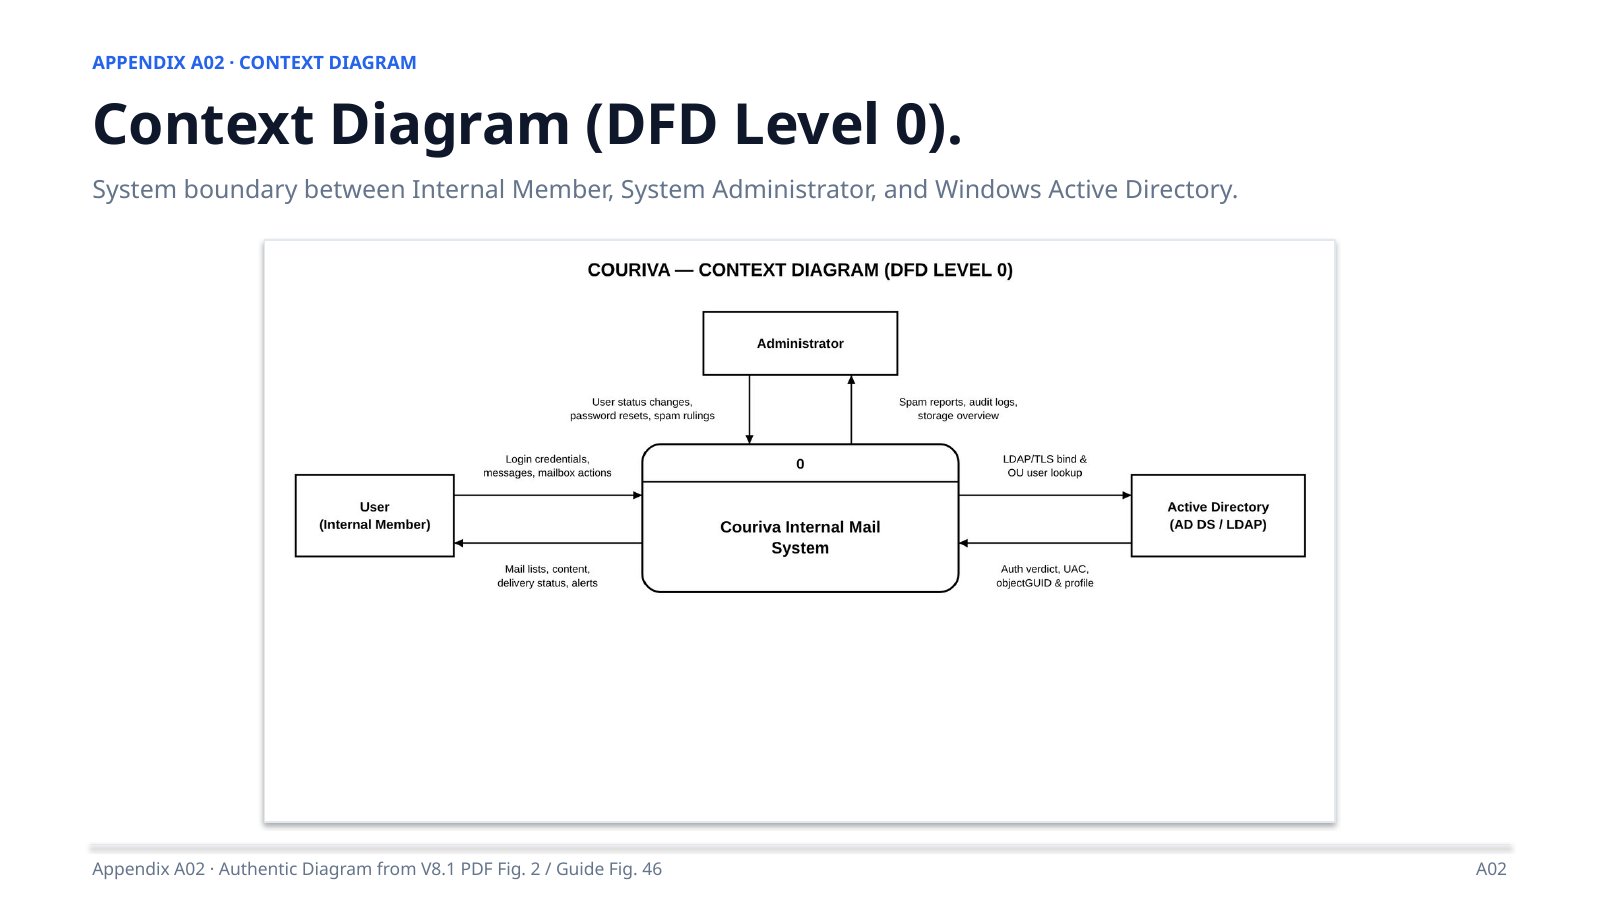 APPENDIX A02 · CONTEXT DIAGRAM
Context Diagram (DFD Level 0).
System boundary between Internal Member, System Administrator, and Windows Active Directory.
COURIVA — CONTEXT DIAGRAM (DFD LEVEL 0)
Administrator
User status changes,
password resets, spam rulings
Spam reports, audit logs,
storage overview
Login credentials,
messages, mailbox actions
0
LDAP/TLS bind &
OU user lookup
User
(Internal Member)
Couriva Internal Mail
System
Active Directory
(AD DS / LDAP)
Mail lists, content,
delivery status, alerts
Auth verdict, UAC,
objectGUID & profile
Appendix A02 · Authentic Diagram from V8.1 PDF Fig. 2 / Guide Fig. 46
A02